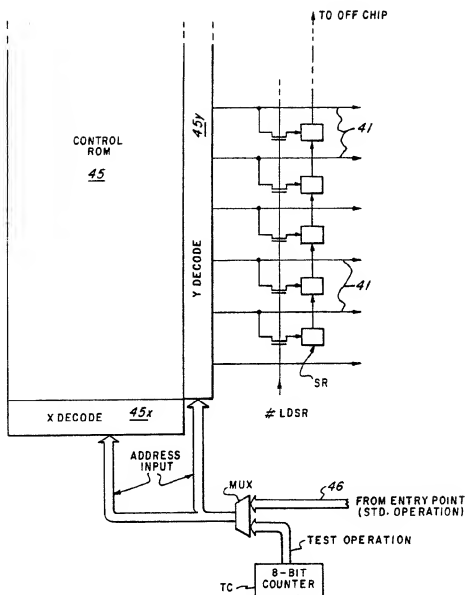 TO OFF CHIP
CONTROL
ROM
45
45y
Y DECODE
41
41
SR
# LDSR
X DECODE 45x
ADDRESS
INPUT
MUX
46
FROM ENTRY POINT
(STD. OPERATION)
TEST OPERATION
8-BIT
COUNTER
TC